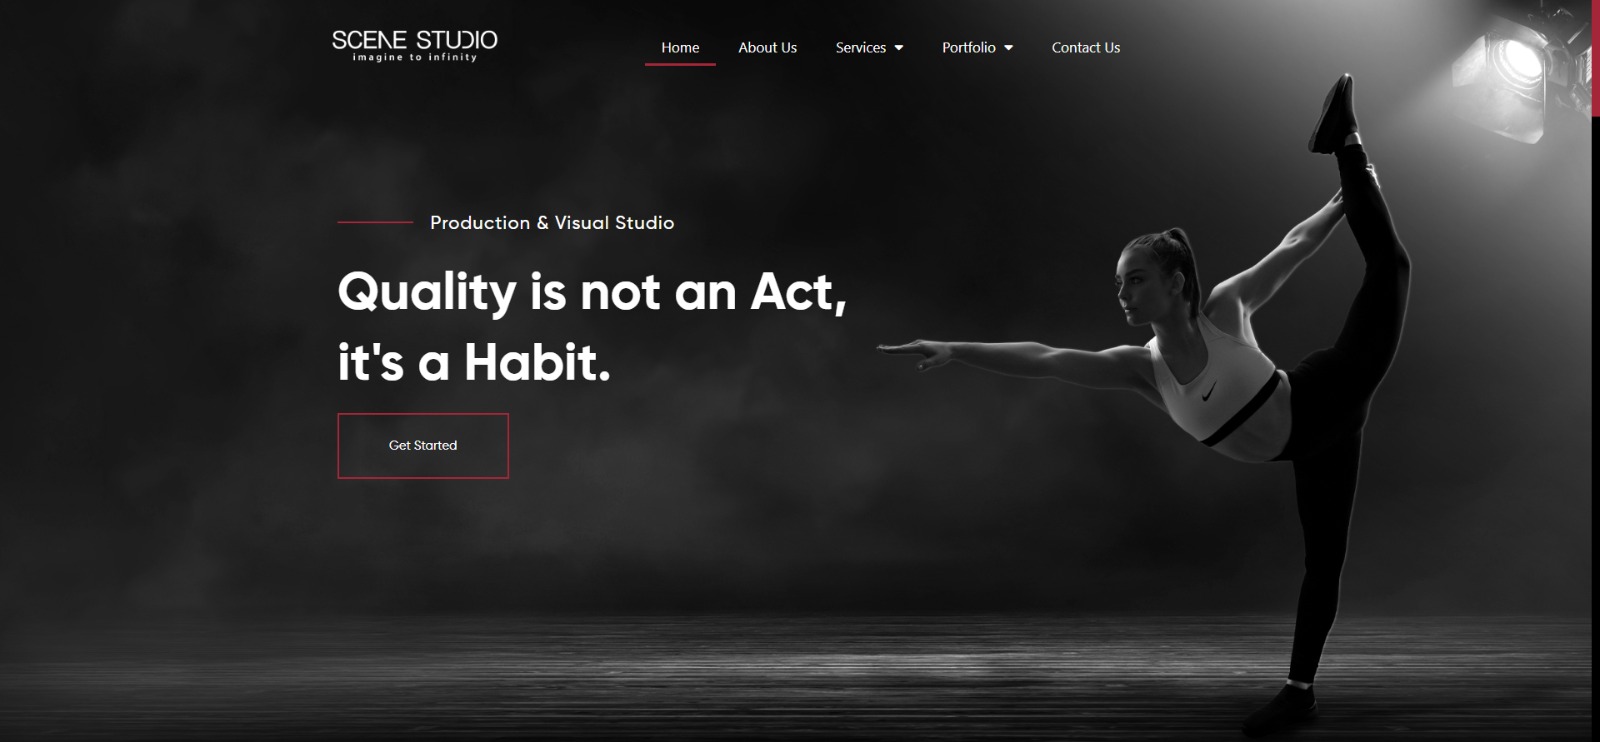 SCENE STUDIO
imagine to infinity
Home About Us Services Portfolio Contact Us
Production & Visual Studio
Quality is not an Act,
it's a Habit.
Get Started